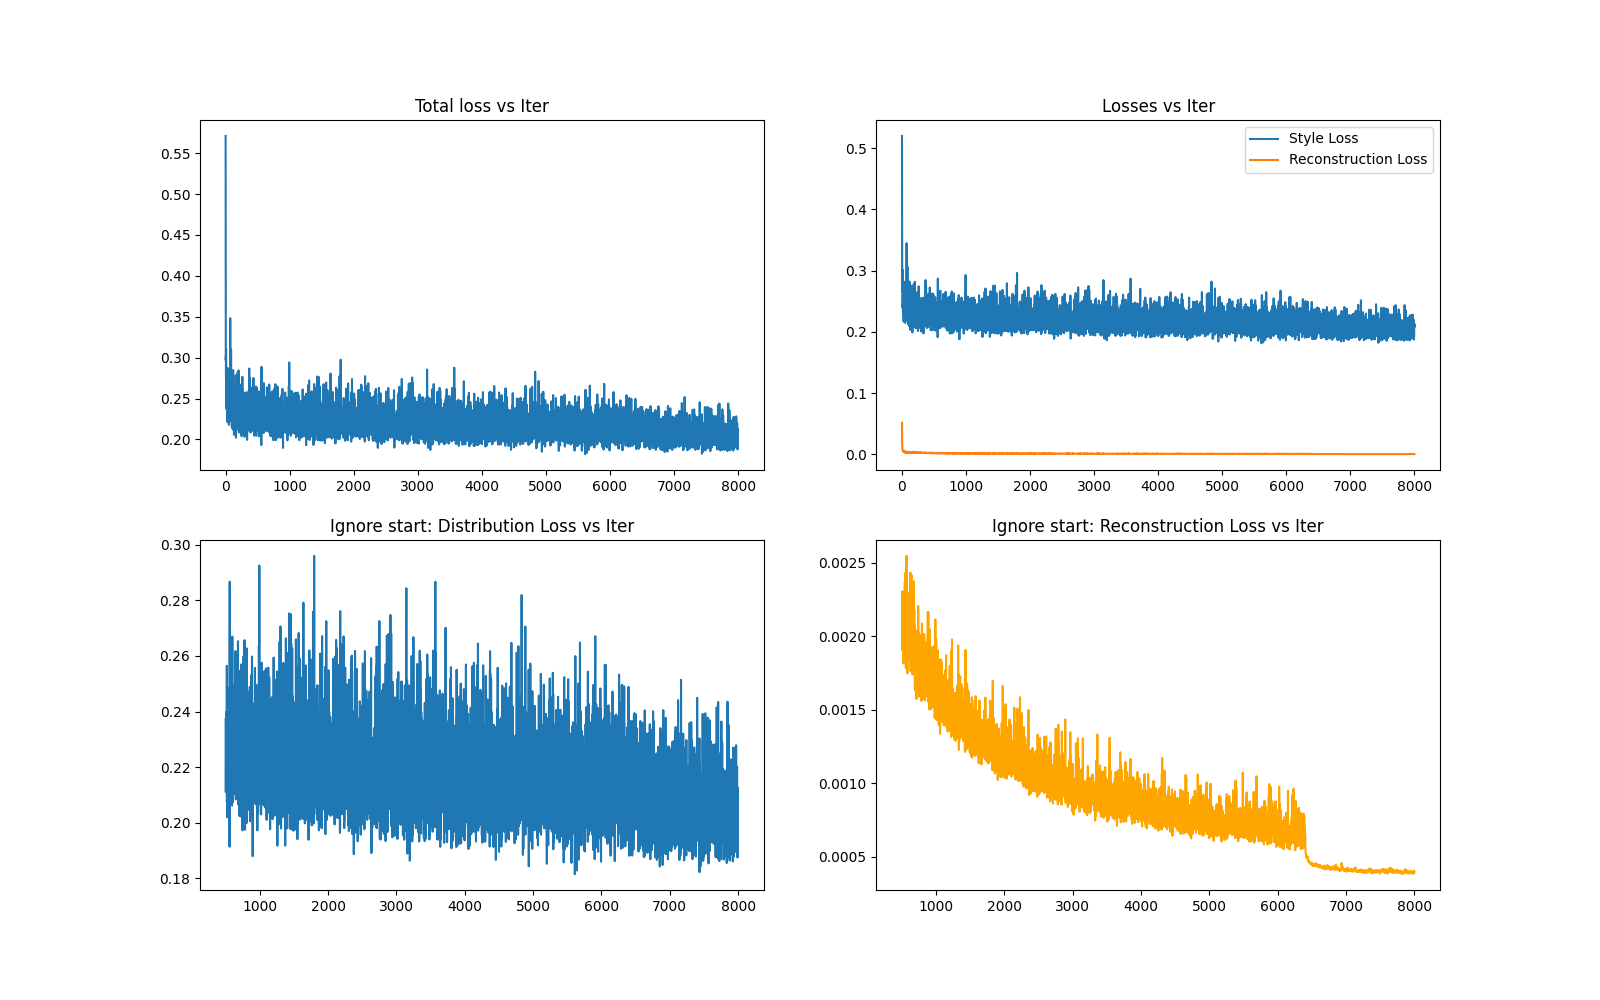 Total loss vs Iter
0.55
0.50
0.45
0.40
0.35
0.30
0.25
0.20
0 1000 2000 3000 4000 5000 6000 7000 8000
Losses vs Iter
Style Loss
Reconstruction Loss
0.5
0.4
0.3
0.2
0.1
0.0
0 1000 2000 3000 4000 5000 6000 7000 8000
Ignore start: Distribution Loss vs Iter
0.30
0.28
0.26
0.24
0.22
0.20
0.18
1000 2000 3000 4000 5000 6000 7000 8000
Ignore start: Reconstruction Loss vs Iter
0.0025
0.0020
0.0015
0.0010
0.0005
1000 2000 3000 4000 5000 6000 7000 8000